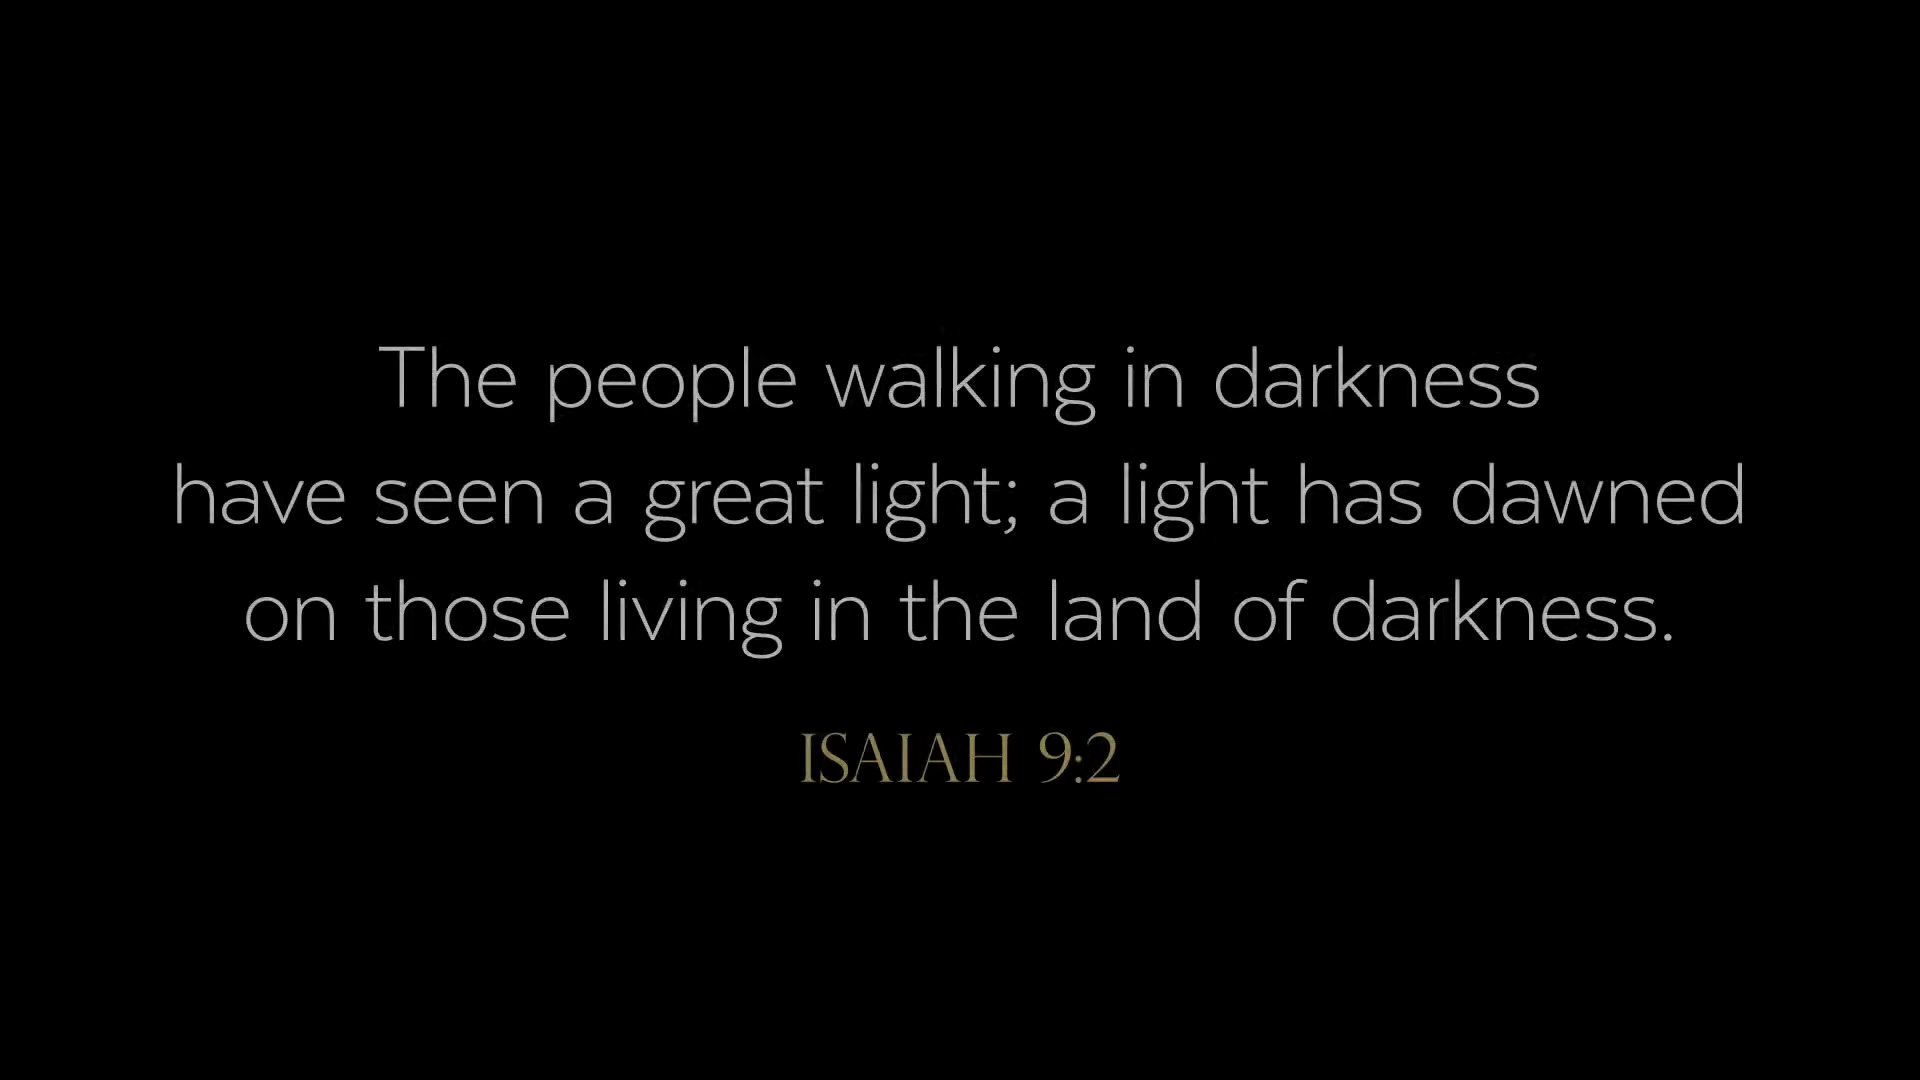 The people walking in darkness
have seen a great light; a light has dawned
on those living in the land of darkness.
ISAIAH 9:2